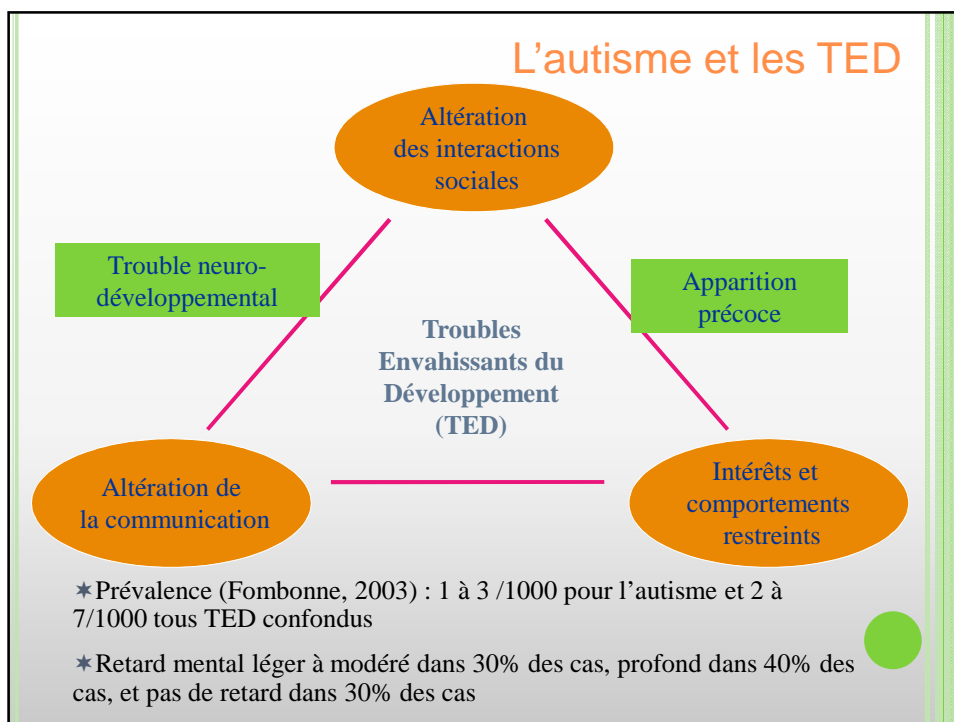 L'autisme et les TED
Altération
des interactions
sociales
Trouble neuro-
développemental
Apparition
précoce
Troubles
Envahissants du
Développement
(TED)
Altération de
la communication
Intérêts et
comportements
restreints
✶Prévalence (Fombonne, 2003) : 1 à 3 /1000 pour l'autisme et 2 à
7/1000 tous TED confondus
✶Retard mental léger à modéré dans 30% des cas, profond dans 40% des
cas, et pas de retard dans 30% des cas